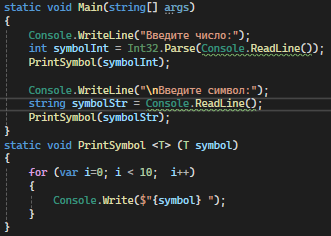 static void Main(string[] args)
{
Console.WriteLine("Введите число:");
int symbolInt = Int32.Parse(Console.ReadLine());
PrintSymbol(symbolInt);
Console.WriteLine("\nВведите символ:");
string symbolStr = Console.ReadLine();
PrintSymbol(symbolStr);
}
static void PrintSymbol <T> (T symbol)
{
for (var i=0; i < 10;  i++)
{
Console.Write($"{symbol} ");
}
}